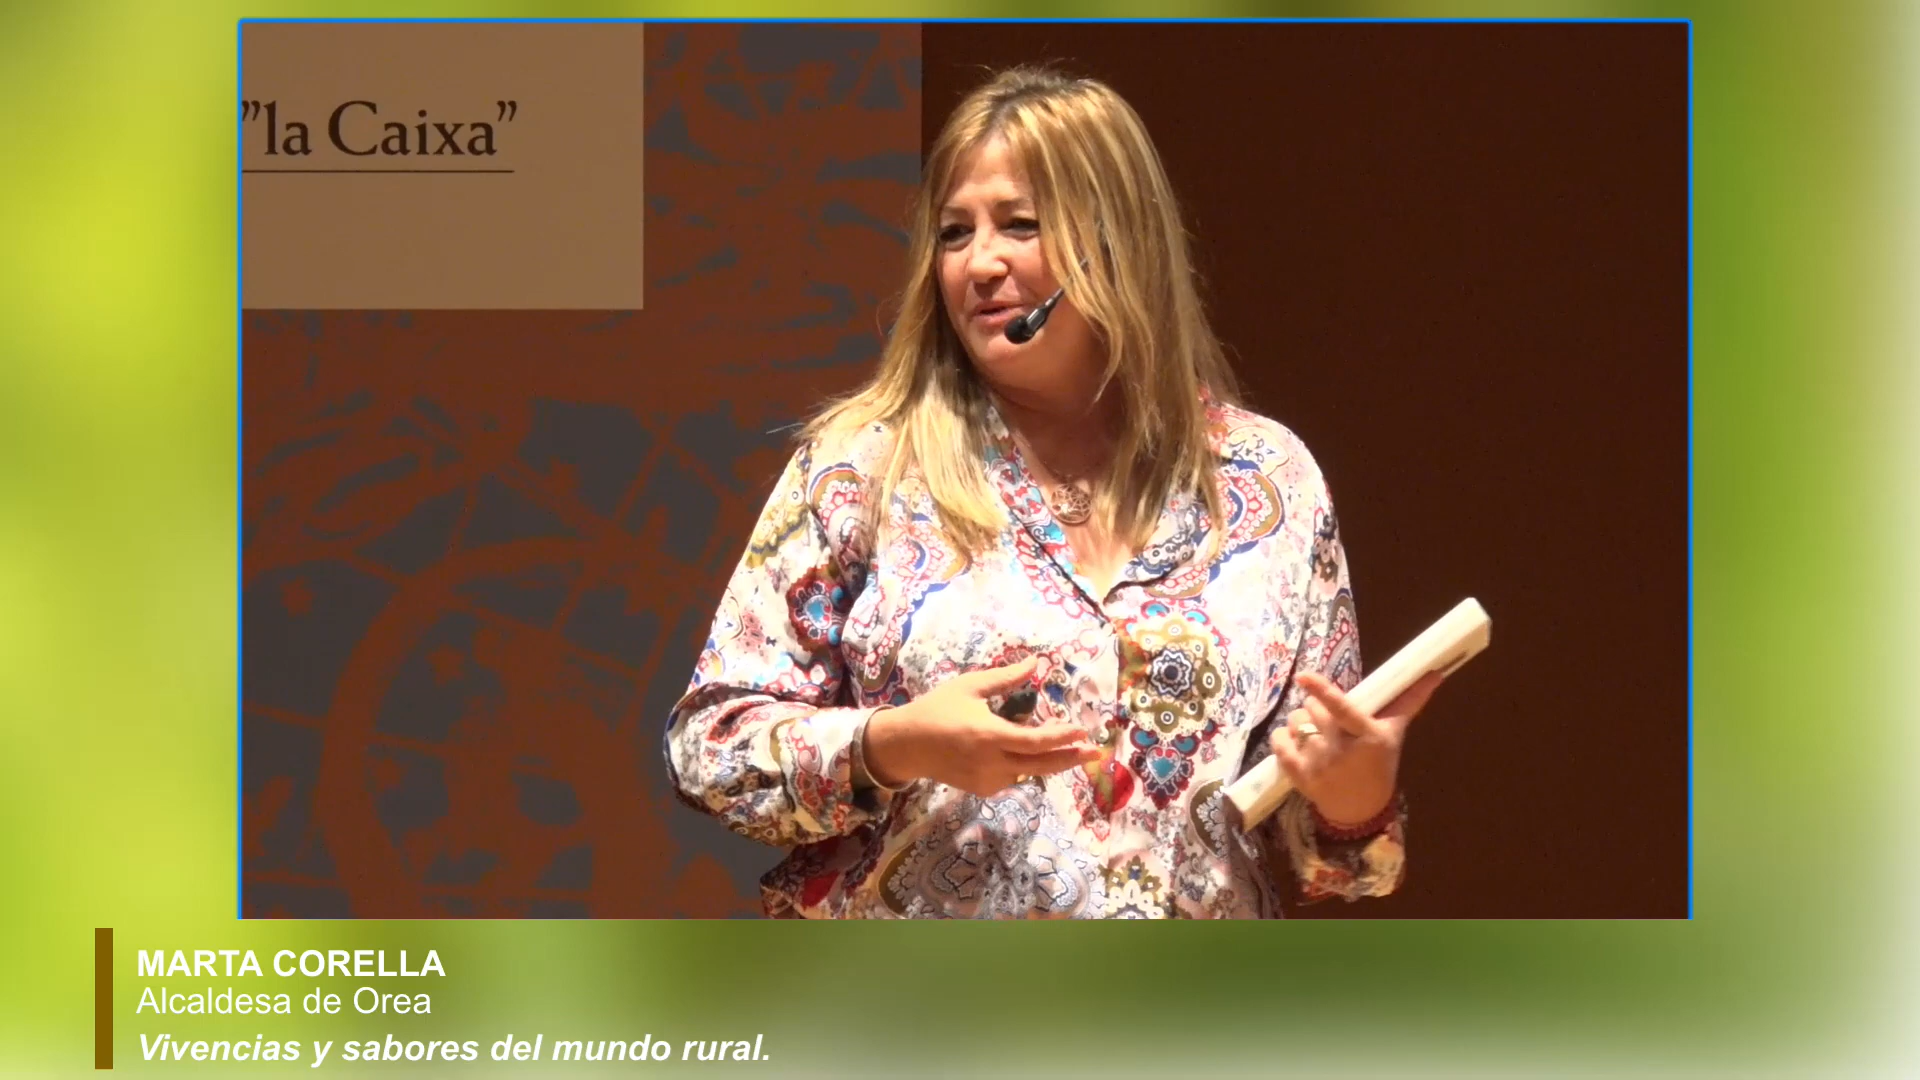 "la Caixa"
MARTA CORELLA
Alcaldesa de Orea
Vivencias y sabores del mundo rural.